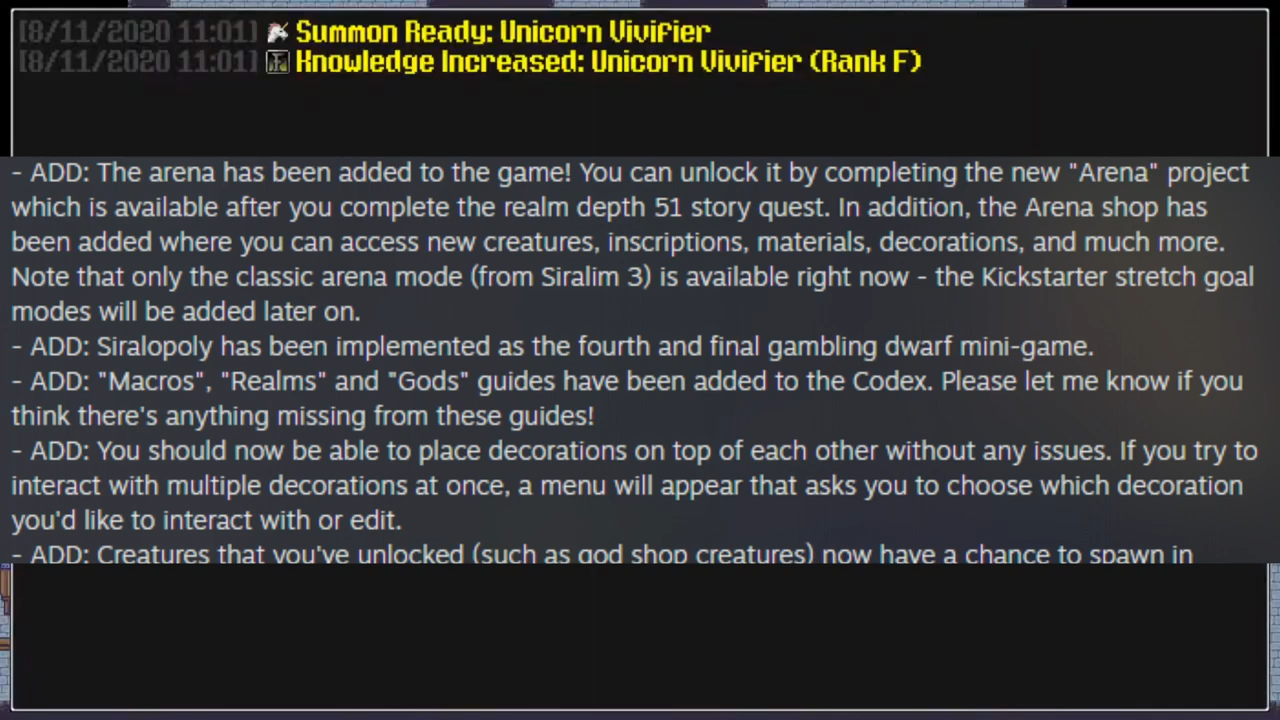 [8/11/2020 11:01] Summon Ready: Unicorn Vivifier
[8/11/2020 11:01] Knowledge Increased: Unicorn Vivifier (Rank F)
- ADD: The arena has been added to the game! You can unlock it by completing the new "Arena" project
which is available after you complete the realm depth 51 story quest. In addition, the Arena shop has
been added where you can access new creatures, inscriptions, materials, decorations, and much more.
Note that only the classic arena mode (from Siralim 3) is available right now - the Kickstarter stretch goal
modes will be added later on.
- ADD: Siralopoly has been implemented as the fourth and final gambling dwarf mini-game.
- ADD: "Macros", "Realms" and "Gods" guides have been added to the Codex. Please let me know if you
think there's anything missing from these guides!
- ADD: You should now be able to place decorations on top of each other without any issues. If you try to
interact with multiple decorations at once, a menu will appear that asks you to choose which decoration
you'd like to interact with or edit.
- ADD: Creatures that you've unlocked (such as god shop creatures) now have a chance to spawn in